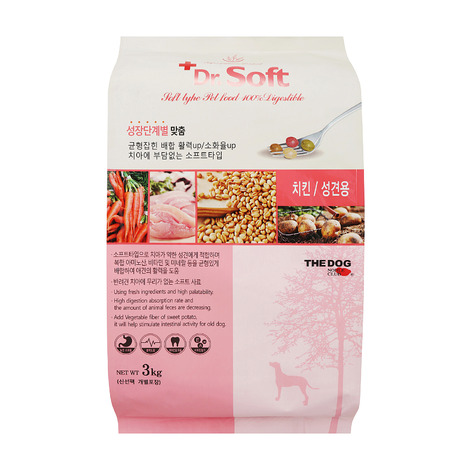 Dr. Soft
Soft tyhe Pet food 100% Digestible
성장단계별 맞춤
균형잡힌 배합 활력up/소화율up
치아에 부담없는 소프트타입
치킨 / 성견용
· 소프트타입으로 치아가 약한 성견에게 적합하며
복합 아미노산, 비타민 및 미네랄 등을 균형있게
배합하여 애견의 활력을 도움
· 반려견 치아에 무리가 없는 소프트 사료
· Using fresh ingredients and high palatability.
· High digestion absorption rate and
the amount of animal feces are decreasing.
· Add Vegetable fiber of sweet potato,
it will help stimulate intestinal activity for old dog.
THE DOG
®
NET WT 3kg
(신선팩 개별포장)